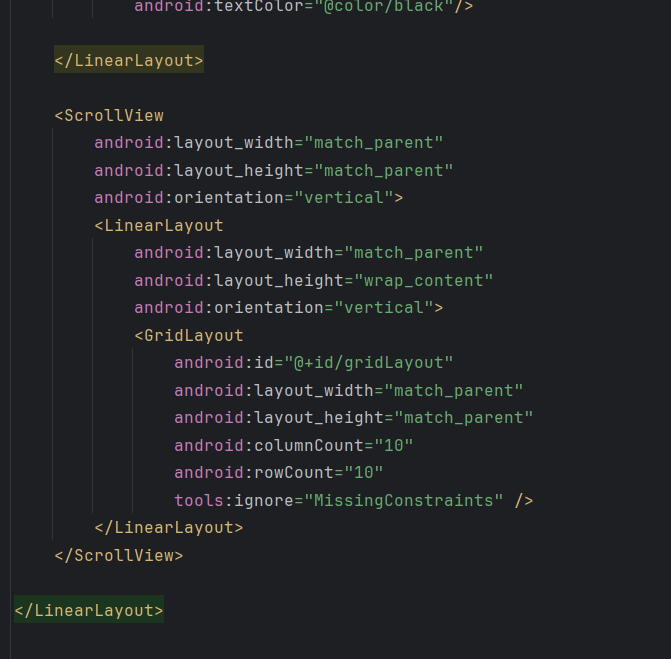 android:textColor="@color/black"/>
</LinearLayout>
<ScrollView
android:layout_width="match_parent"
android:layout_height="match_parent"
android:orientation="vertical">
<LinearLayout
android:layout_width="match_parent"
android:layout_height="wrap_content"
android:orientation="vertical">
<GridLayout
android:id="@+id/gridLayout"
android:layout_width="match_parent"
android:layout_height="match_parent"
android:columnCount="10"
android:rowCount="10"
tools:ignore="MissingConstraints" />
</LinearLayout>
</ScrollView>
</LinearLayout>